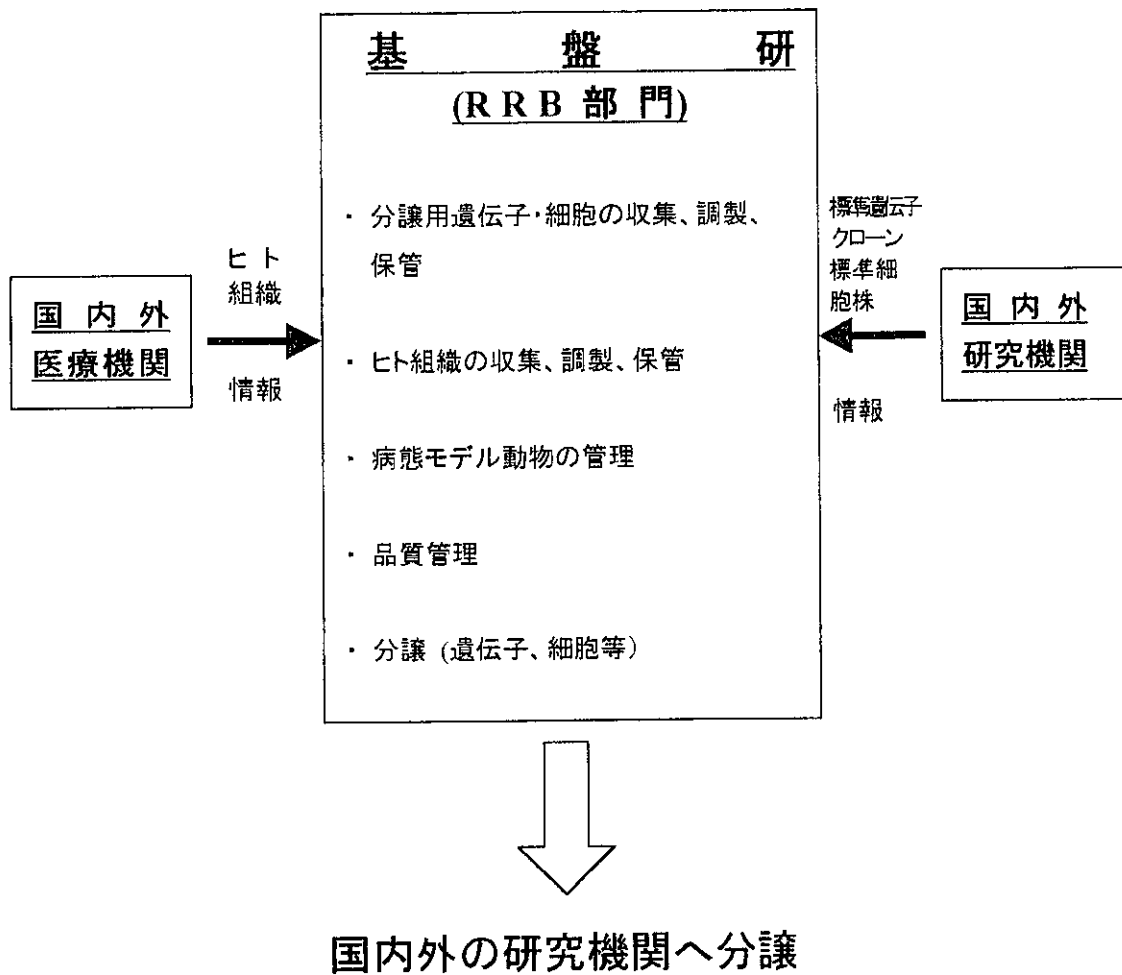 基盤研
(RRB部門)
・ 分譲用遺伝子・細胞の収集、調製、
保管
・ ヒト組織の収集、調製、保管
・ 病態モデル動物の管理
・ 品質管理
・ 分譲 (遺伝子、細胞等)
国内外
医療機関
ヒト
組織
情報
標準遺伝子
クローン
標準細
胞株
情報
国内外
研究機関
国内外の研究機関へ分譲